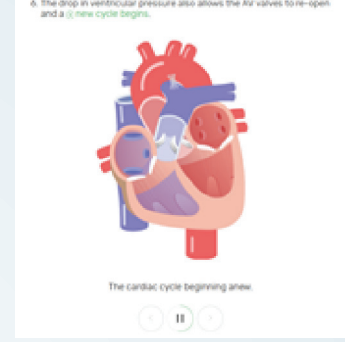 6. The drop in ventricular pressure also allows the AV valves to re-open
and a new cycle begins.
The cardiac cycle beginning anew.